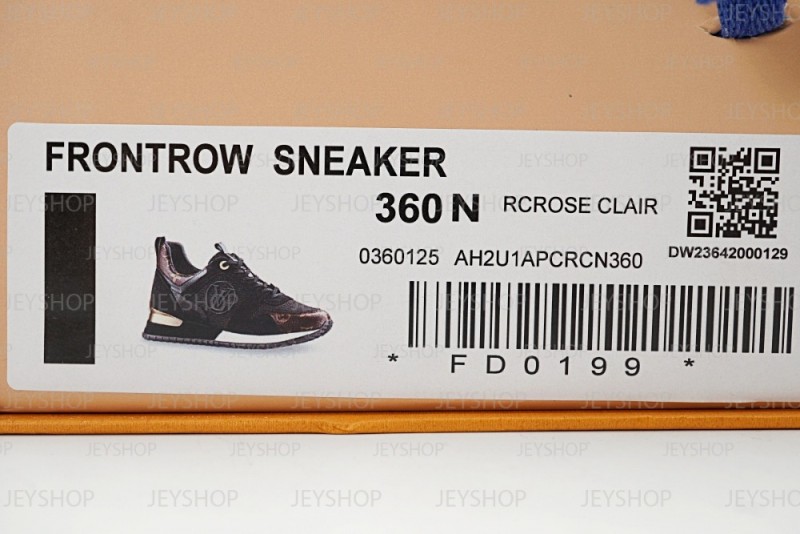 FRONTROW SNEAKER
360 N RCROSE CLAIR
0360125 AH2U1APCRCN360
DW23642000129
* FD0199 *
JEYSHOP